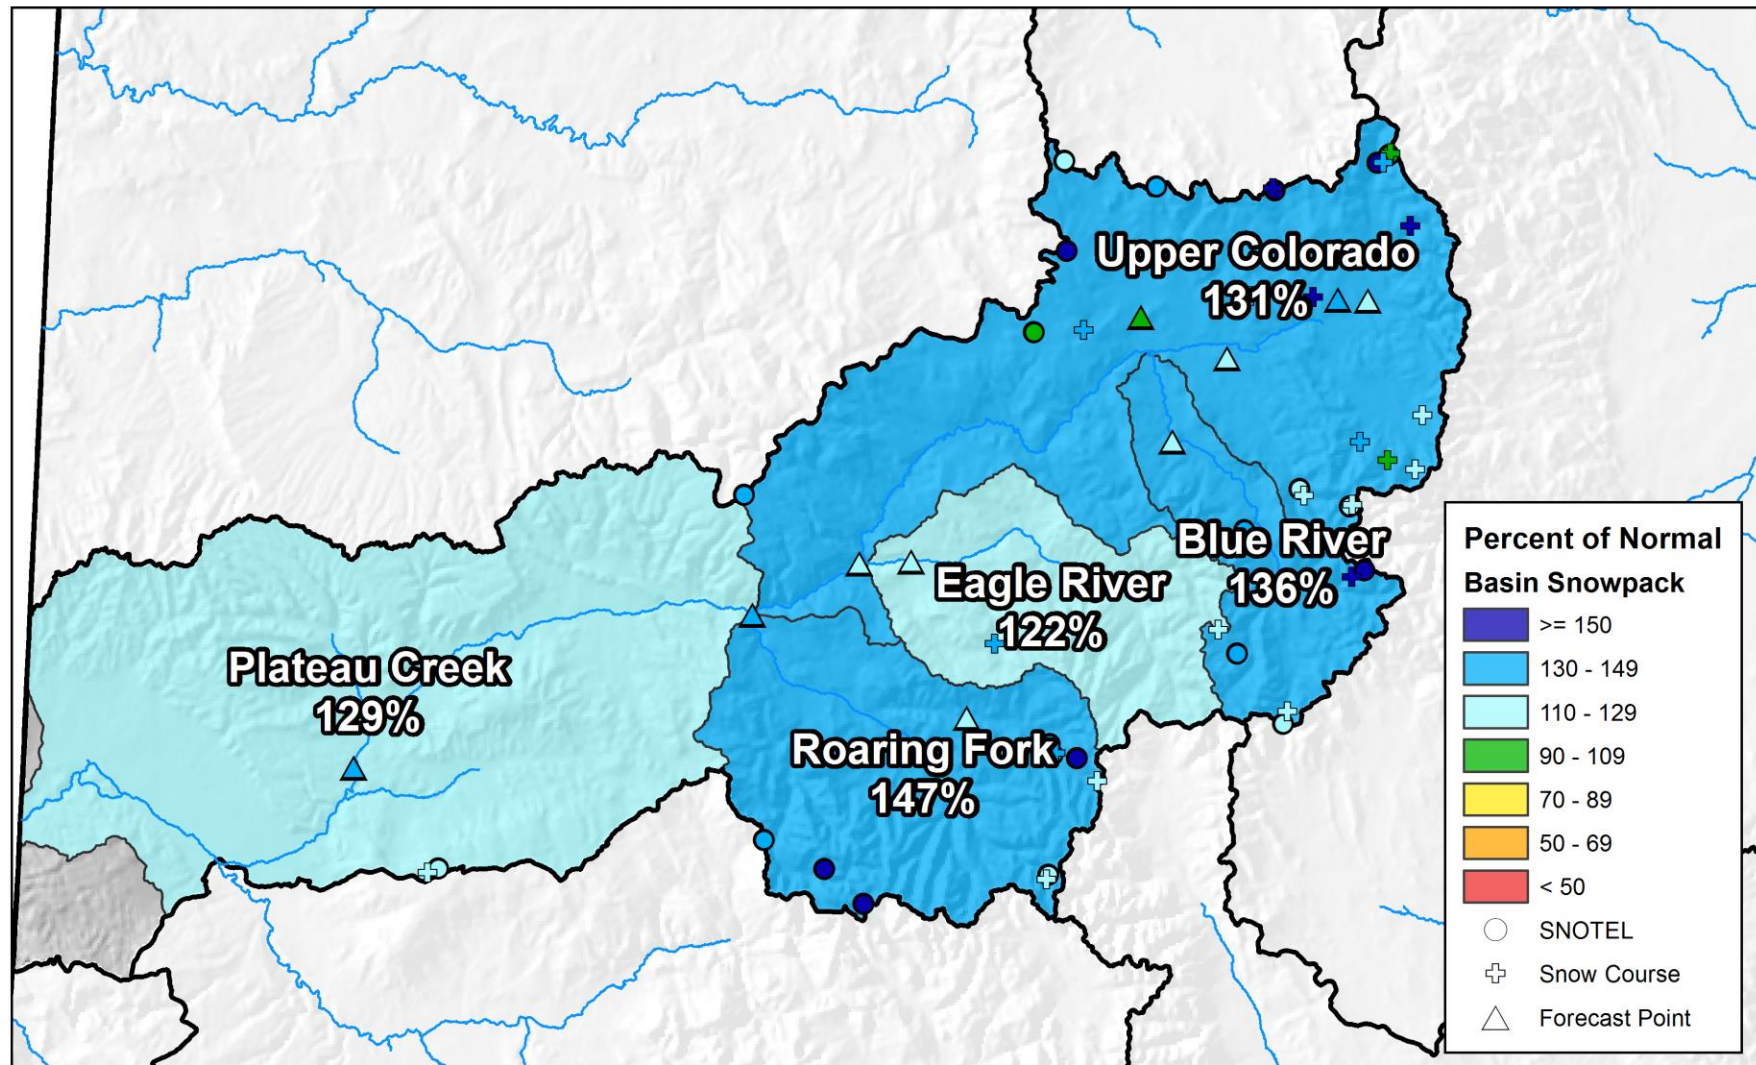 Upper Colorado
131%
Blue River
136%
Eagle River
122%
Plateau Creek
129%
Roaring Fork
147%
Percent of Normal
Basin Snowpack
>= 150
130 - 149
110 - 129
90 - 109
70 - 89
50 - 69
< 50
SNOTEL
Snow Course
Forecast Point